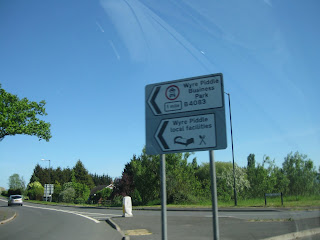 Wyre Piddle
Business
Park
B4083
Wyre Piddle
local facilities